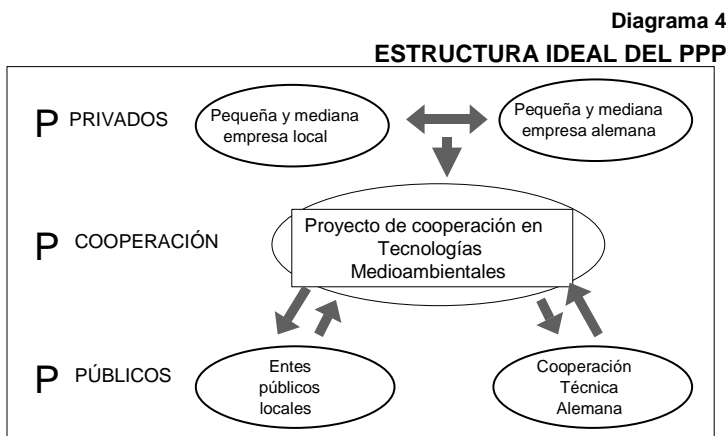 Diagrama 4
ESTRUCTURA IDEAL DEL PPP
P PRIVADOS
Pequeña y mediana
empresa local
Pequeña y mediana
empresa alemana
P COOPERACIÓN
Proyecto de cooperación en
Tecnologías
Medioambientales
P PÚBLICOS
Entes
públicos
locales
Cooperación
Técnica
Alemana